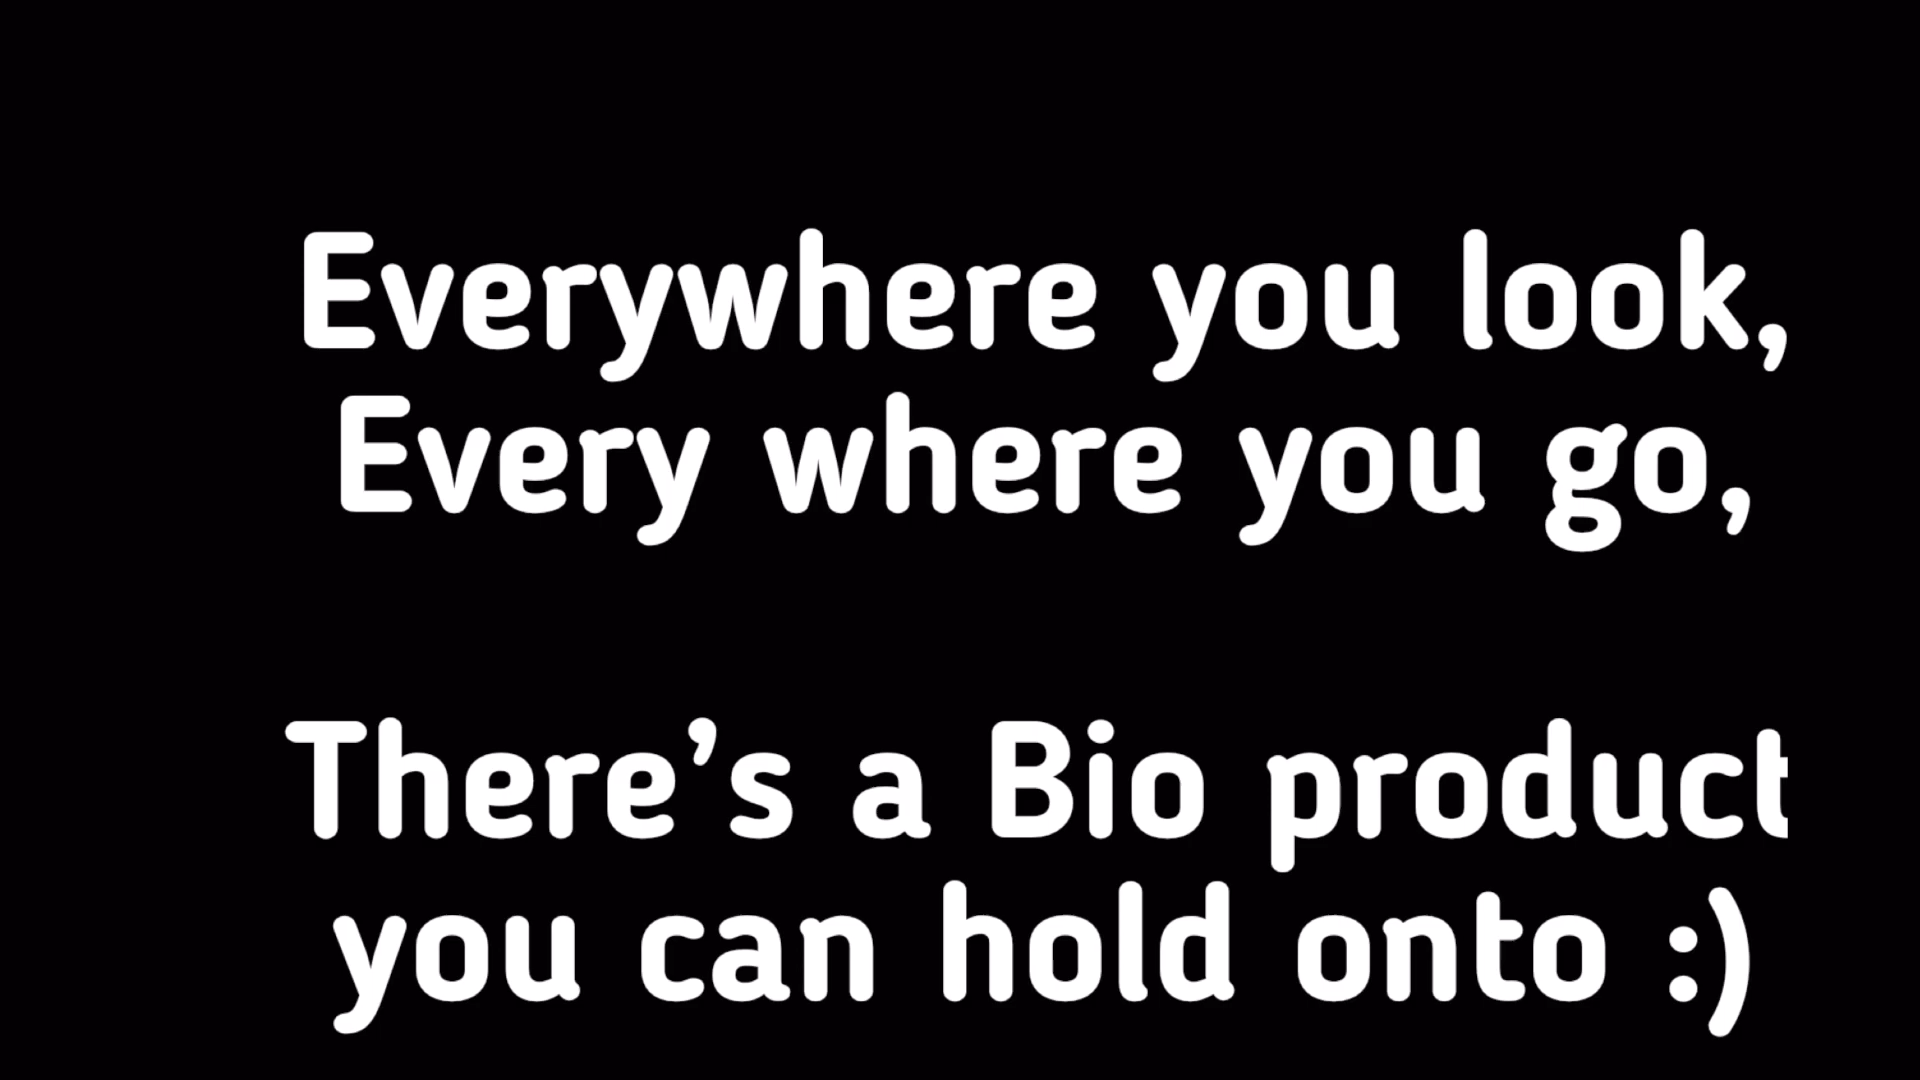 Everywhere you look,
Every where you go,
There’s a Bio product
you can hold onto :)